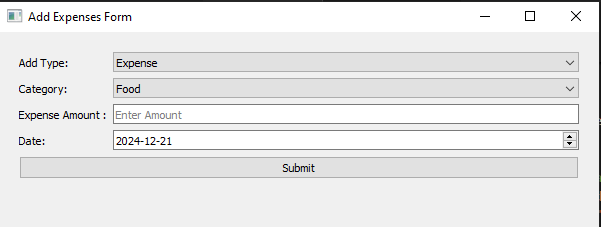 Add Expenses Form
Add Type: Expense
Category: Food
Expense Amount : Enter Amount
Date: 2024-12-21
Submit